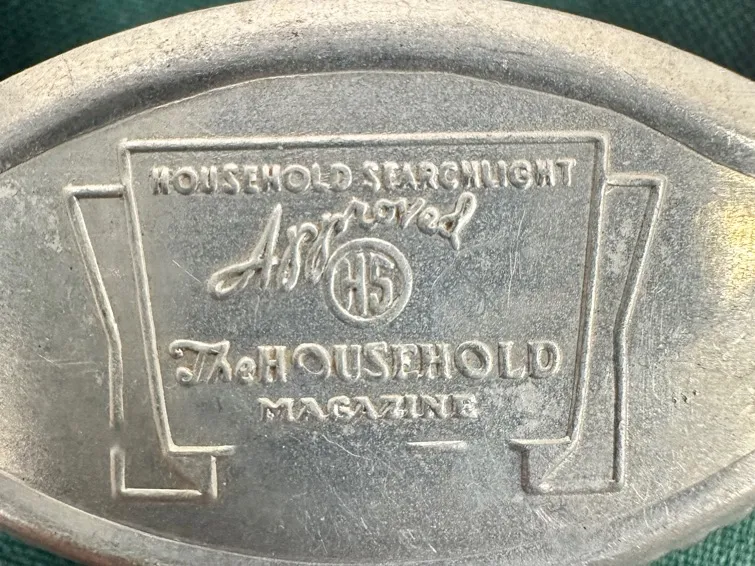 HOUSEHOLD SEARCHLIGHT
Approved
HS
The HOUSEHOLD
MAGAZINE